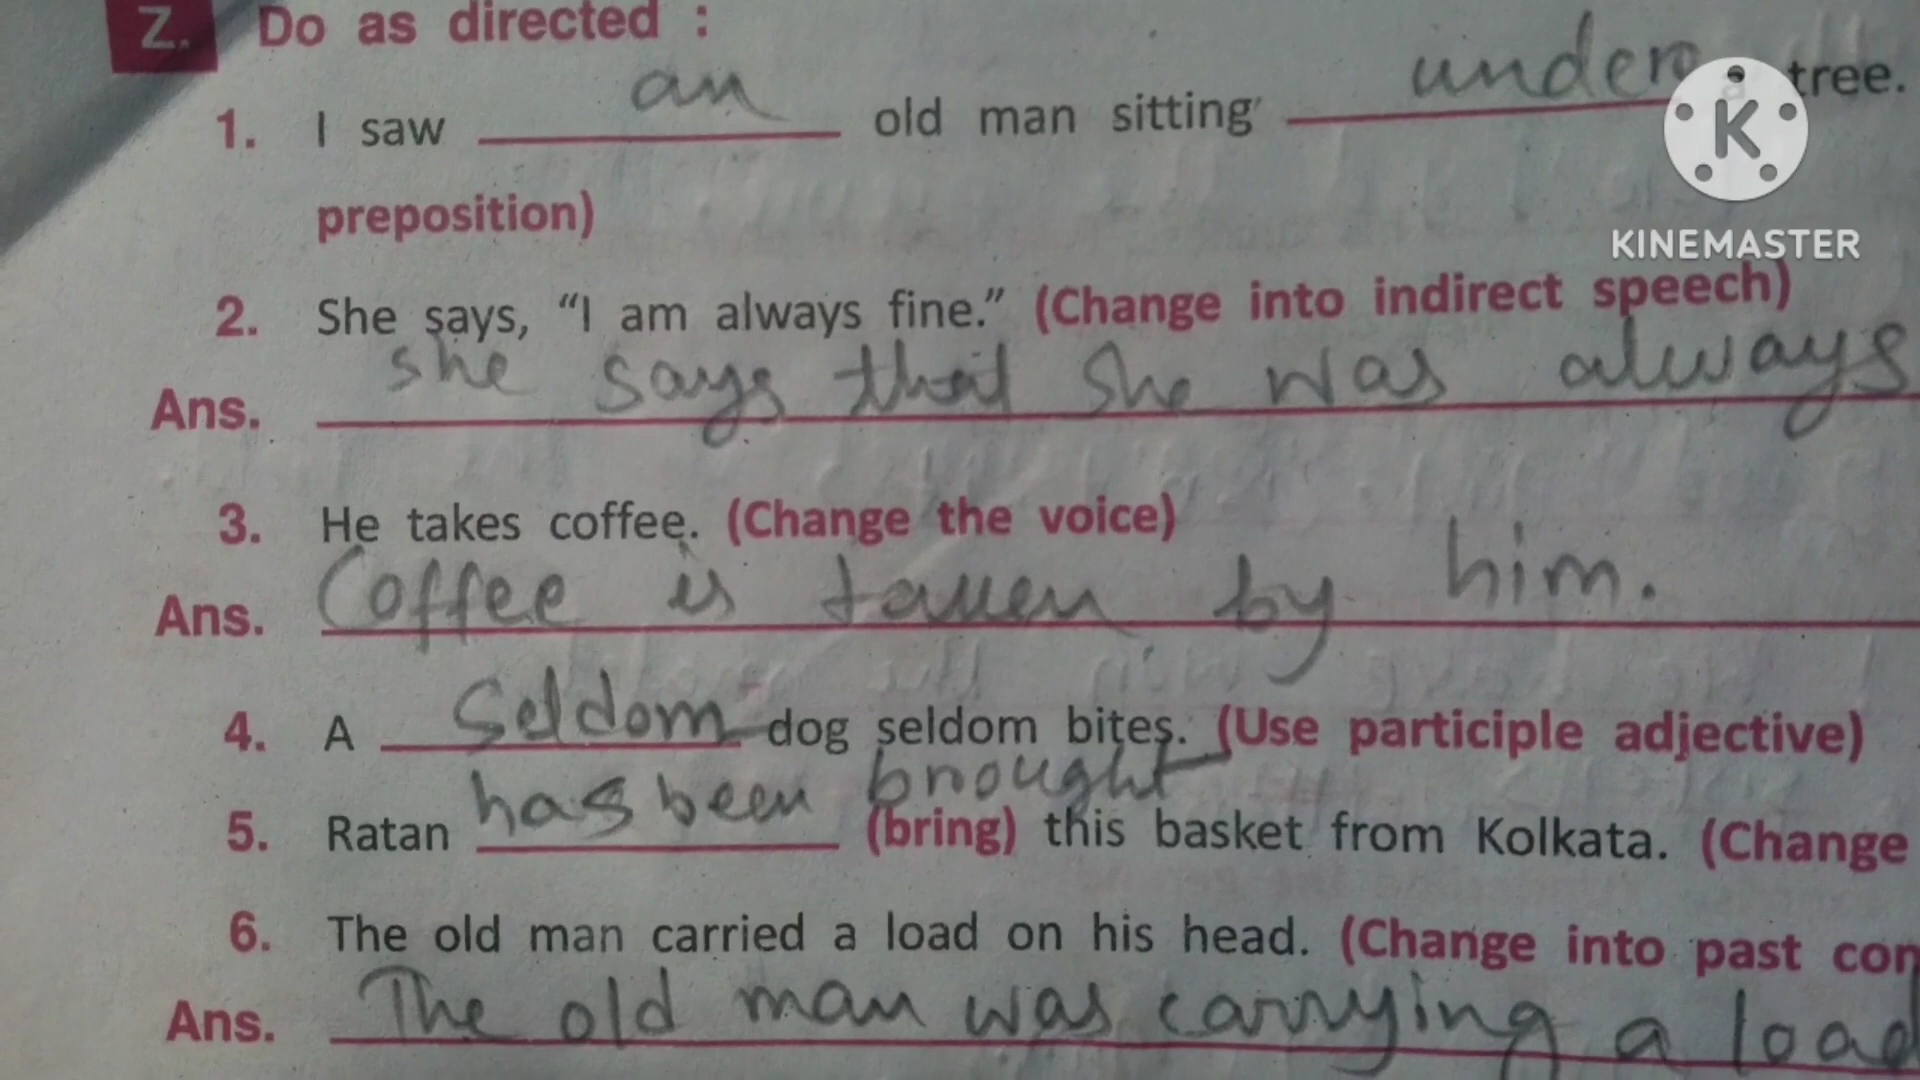 Z. Do as directed :
1. I saw an old man sitting under a tree.
preposition)
2. She says, “I am always fine.” (Change into indirect speech)
Ans. she says that she was always
3. He takes coffee. (Change the voice)
Ans. Coffee is taken by him.
4. A seldom dog seldom bites. (Use participle adjective)
has been brought
5. Ratan (bring) this basket from Kolkata. (Change
6. The old man carried a load on his head. (Change into past con
Ans. The old man was carrying a load
K
KINEMASTER